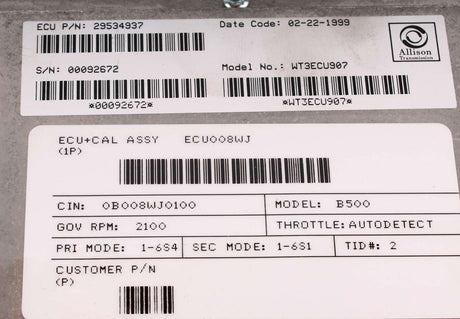 ECU P/N: 29534937
Date Code: 02-22-1999
Allison
Transmission
S/N: 00092672
Model No.: WT3ECU907
*00092672*
*WT3ECU907*
ECU+CAL ASSY ECU008WJ
(1P)
CIN: 0B008WJ0100
MODEL: B500
GOV RPM: 2100
THROTTLE: AUTODETECT
PRI MODE: 1-6S4
SEC MODE: 1-6S1
TID#: 2
CUSTOMER P/N
(P)